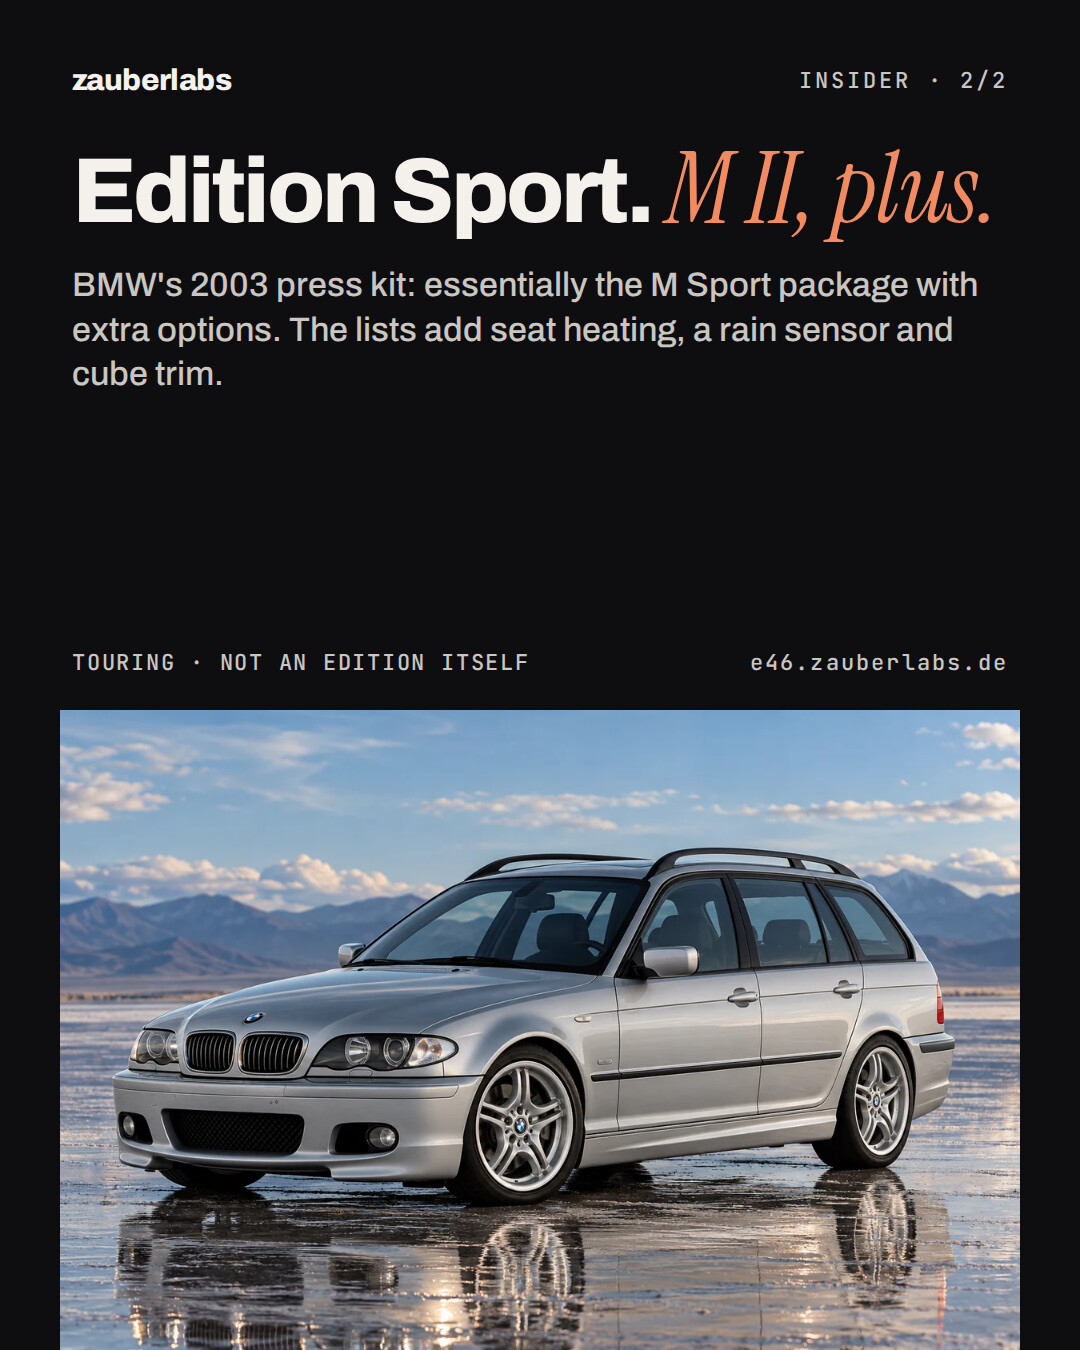 zauberlabs
INSIDER · 2/2
Edition Sport. M II, plus.
BMW's 2003 press kit: essentially the M Sport package with
extra options. The lists add seat heating, a rain sensor and
cube trim.
TOURING · NOT AN EDITION ITSELF
e46.zauberlabs.de